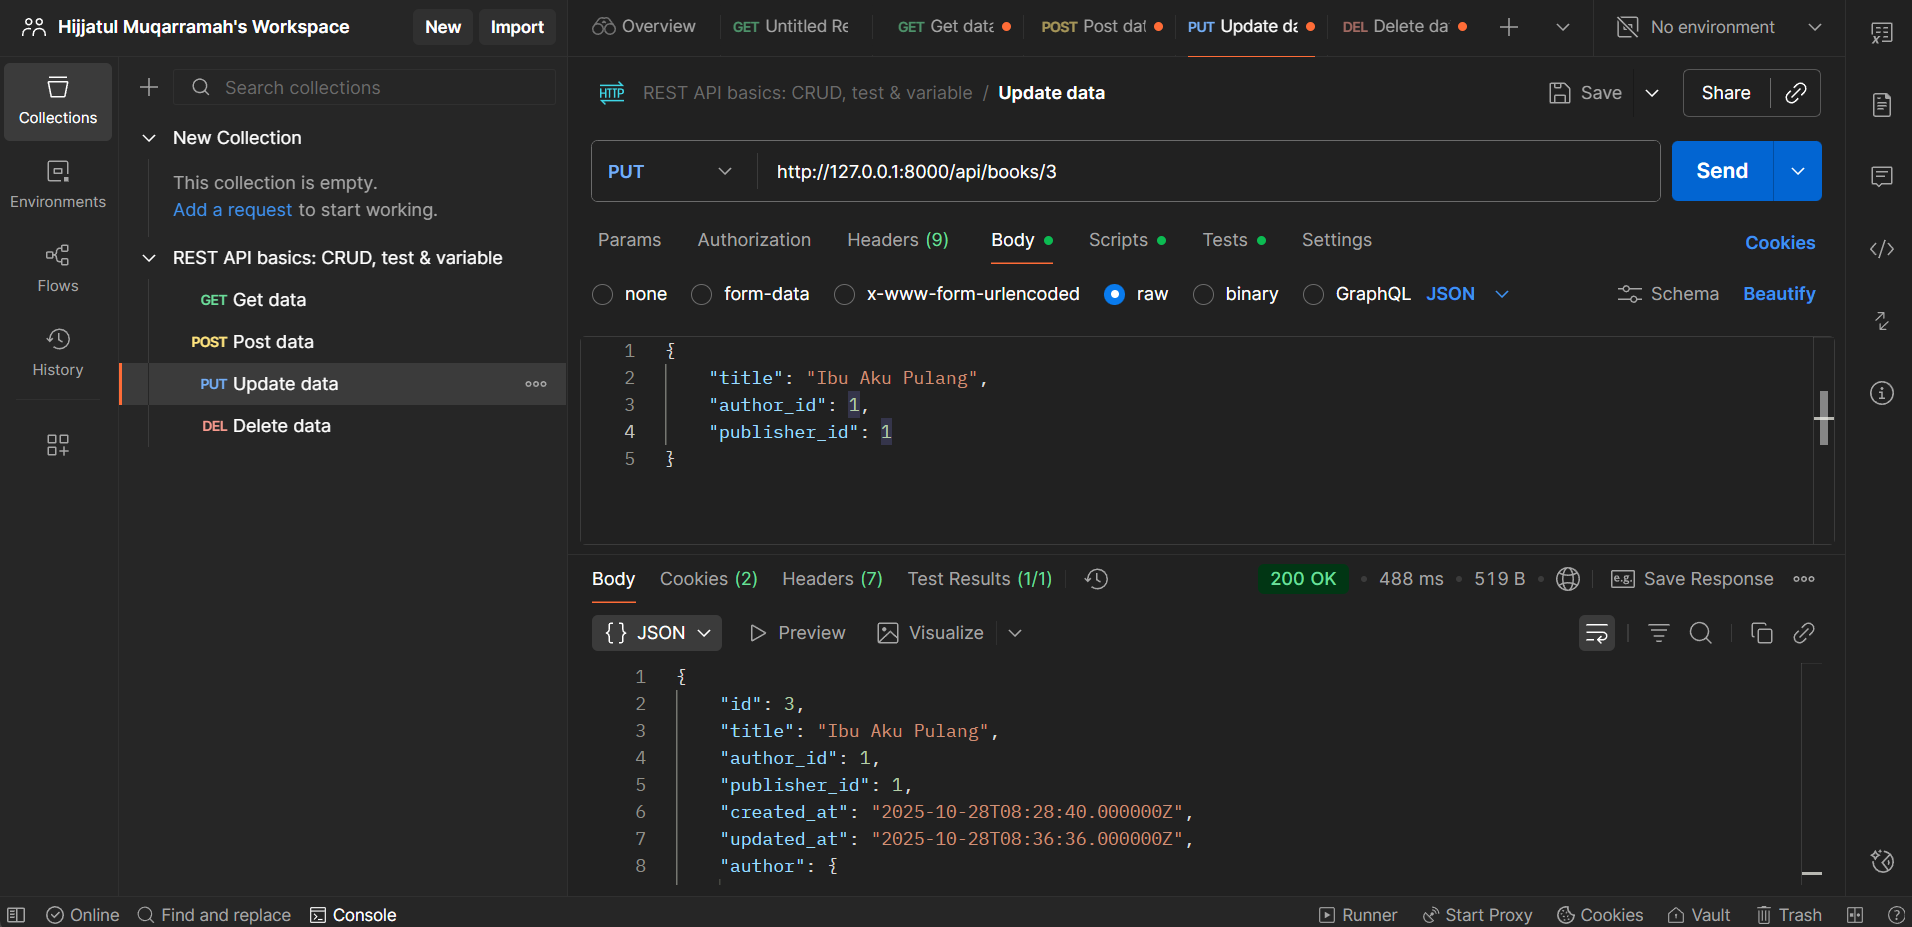 Hijjatul Muqarramah's Workspace
New
Import
Overview
GET Untitled Re
GET Get data
POST Post dat
PUT Update da
DEL Delete da
No environment
Collections
Environments
Flows
History
Search collections
New Collection
This collection is empty.
Add a request to start working.
REST API basics: CRUD, test & variable
GET Get data
POST Post data
PUT Update data
DEL Delete data
HTTP REST API basics: CRUD, test & variable / Update data
Save
Share
PUT
http://127.0.0.1:8000/api/books/3
Send
Params
Authorization
Headers (9)
Body
Scripts
Tests
Settings
Cookies
none
form-data
x-www-form-urlencoded
raw
binary
GraphQL
JSON
Schema
Beautify
1 {
2 "title": "Ibu Aku Pulang",
3 "author_id": 1,
4 "publisher_id": 1
5 }
Body
Cookies (2)
Headers (7)
Test Results (1/1)
200 OK
488 ms
519 B
e.g. Save Response
{} JSON
Preview
Visualize
1 {
2 "id": 3,
3 "title": "Ibu Aku Pulang",
4 "author_id": 1,
5 "publisher_id": 1,
6 "created_at": "2025-10-28T08:28:40.000000Z",
7 "updated_at": "2025-10-28T08:36:36.000000Z",
8 "author": {
Online
Find and replace
Console
Runner
Start Proxy
Cookies
Vault
Trash